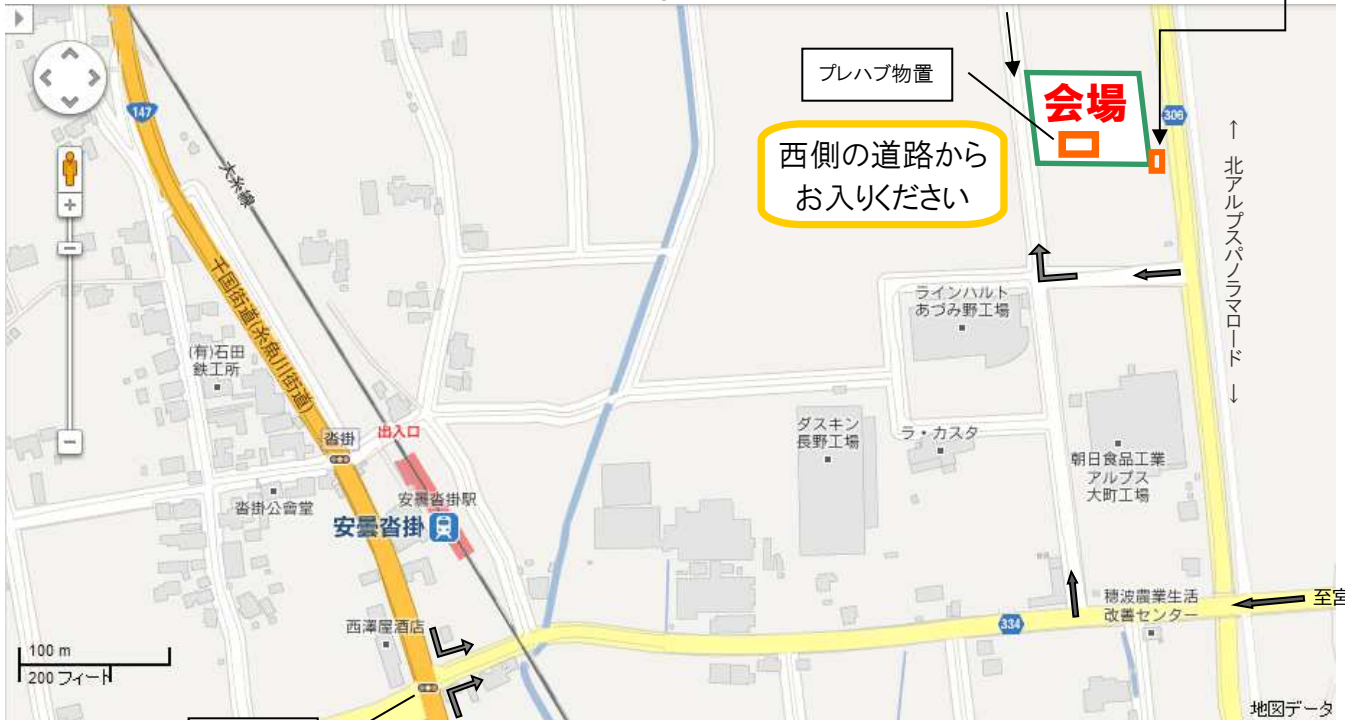 プレハブ物置
会場
306
西側の道路から
お入りください
↑ 北アルプスパノラマロード ↓
147
大糸線
千国街道(糸魚川街道)
ラインハルト
あづみ野工場
(有)石田
鉄工所
沓掛
出入口
ダスキン
長野工場
ラ・カスタ
朝日食品工業
アルプス
大町工場
沓掛公會堂
安曇沓掛駅
安曇沓掛
穂波農業生活
改善センター
至宮
西澤屋酒店
334
100 m
200 フィート
地図データ